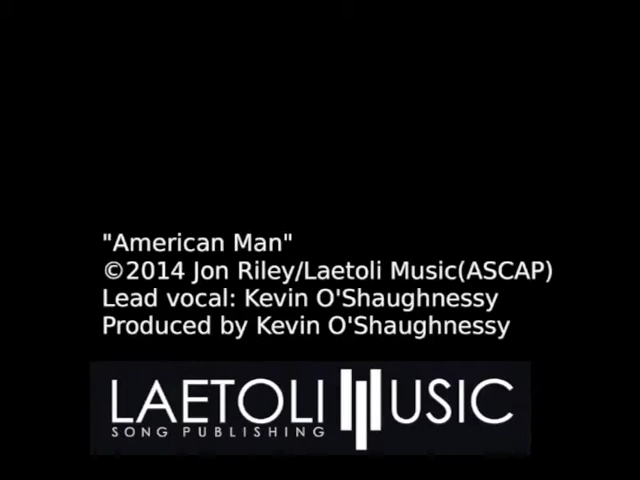 "American Man"
©2014 Jon Riley/Laetoli Music(ASCAP)
Lead vocal: Kevin O'Shaughnessy
Produced by Kevin O'Shaughnessy
LAETOLI MUSIC
SONG PUBLISHING